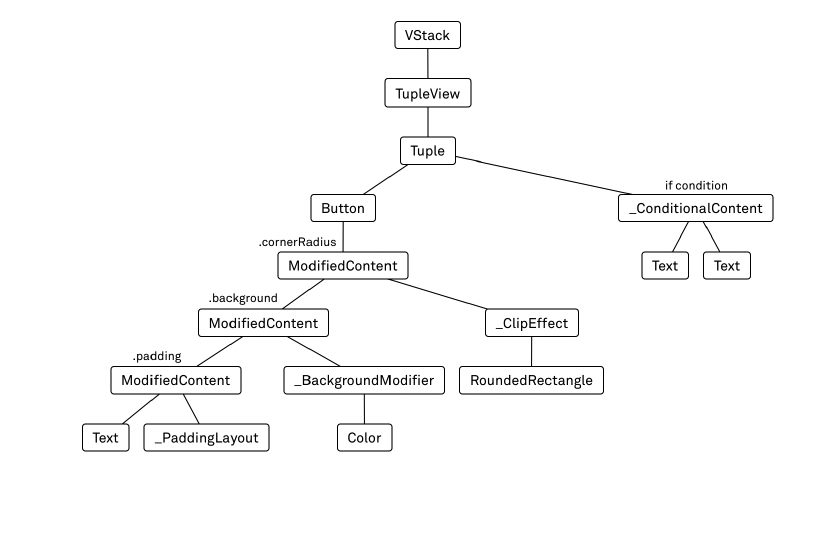 VStack
TupleView
Tuple
if condition
Button
_ConditionalContent
.cornerRadius
ModifiedContent
Text
Text
.background
ModifiedContent
_ClipEffect
.padding
ModifiedContent
_BackgroundModifier
RoundedRectangle
Text
_PaddingLayout
Color